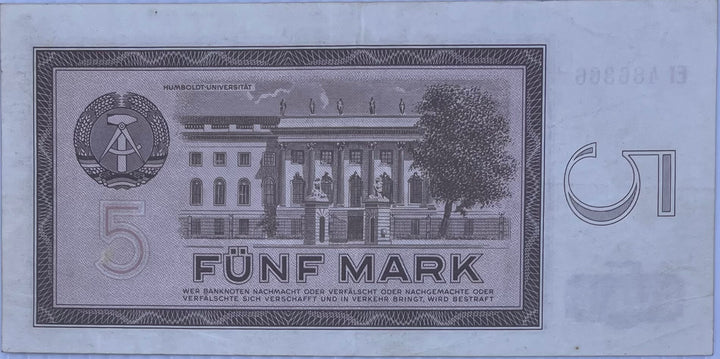 HUMBOLDT-UNIVERSITÄT
5
5
FÜNF MARK
WER BANKNOTEN NACHMACHT ODER VERFÄLSCHT ODER NACHGEMACHTE ODER
VERFÄLSCHTE SICH VERSCHAFFT UND IN VERKEHR BRINGT, WIRD BESTRAFT